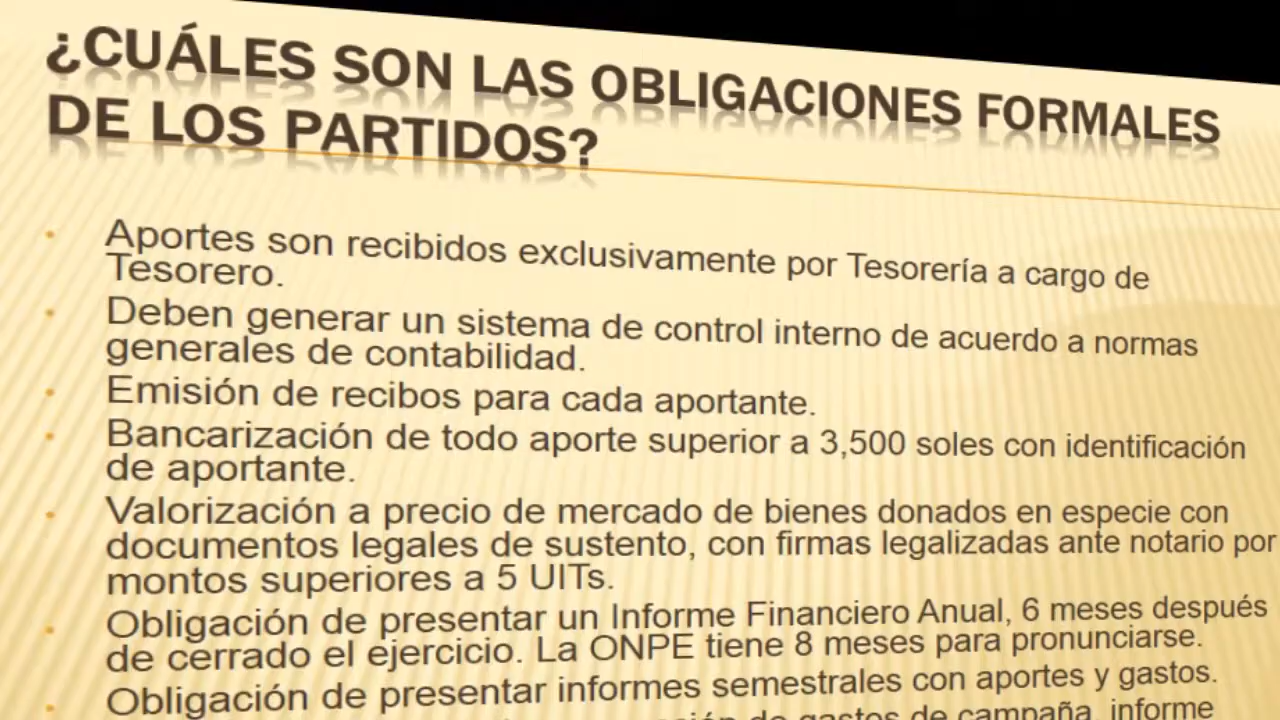 ¿CUÁLES SON LAS OBLIGACIONES FORMALES
DE LOS PARTIDOS?
• Aportes son recibidos exclusivamente por Tesorería a cargo de
Tesorero.
• Deben generar un sistema de control interno de acuerdo a normas
generales de contabilidad.
• Emisión de recibos para cada aportante.
• Bancarización de todo aporte superior a 3,500 soles con identificación
de aportante.
• Valorización a precio de mercado de bienes donados en especie con
documentos legales de sustento, con firmas legalizadas ante notario por
montos superiores a 5 UITs.
• Obligación de presentar un Informe Financiero Anual, 6 meses después
de cerrado el ejercicio. La ONPE tiene 8 meses para pronunciarse.
• Obligación de presentar informes semestrales con aportes y gastos.
de gastos de campaña, informe